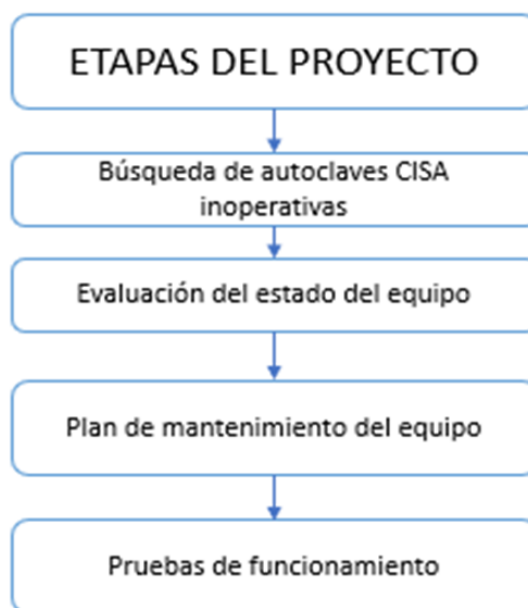 ETAPAS DEL PROYECTO
Búsqueda de autoclaves CISA
inoperativas
Evaluación del estado del equipo
Plan de mantenimiento del equipo
Pruebas de funcionamiento